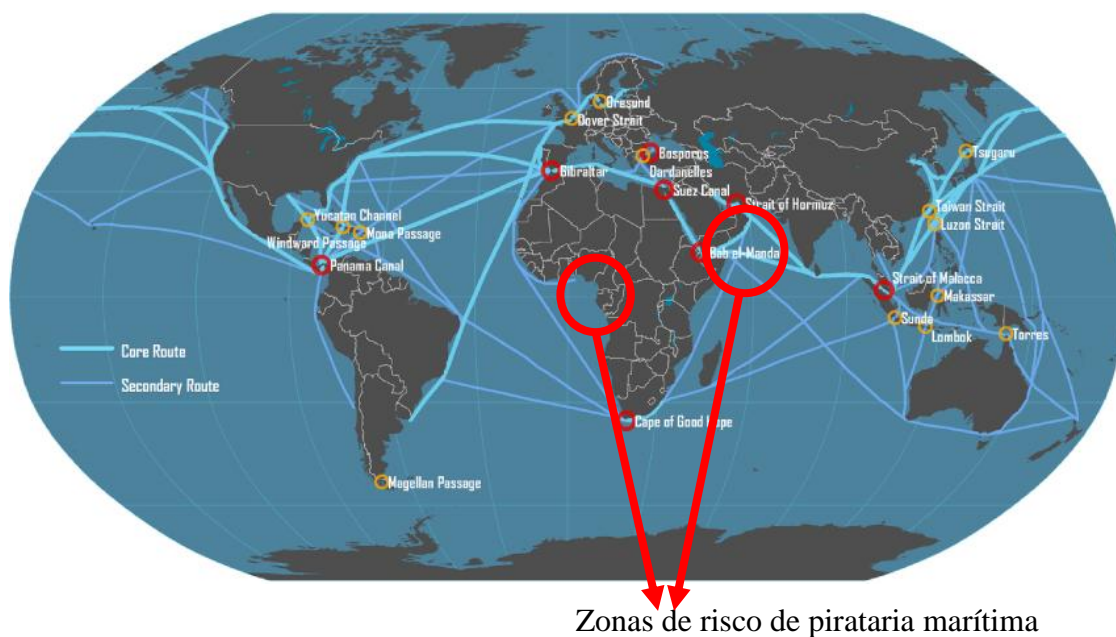 Oresund
Dover Strait
Tsugaru
Bosporus
Dardanelles
Gibraltar
Suez Canal
Strait of Hormuz
Yucatan Channel
Taiwan Strait
Luzon Strait
Windward Passage
Mona Passage
Bab el-Manda
Panama Canal
Strait of Malacca
Makassar
Sunda
Lombok
Torres
Core Route
Secondary Route
Cape of Good Hope
Magellan Passage
Zonas de risco de pirataria marítima